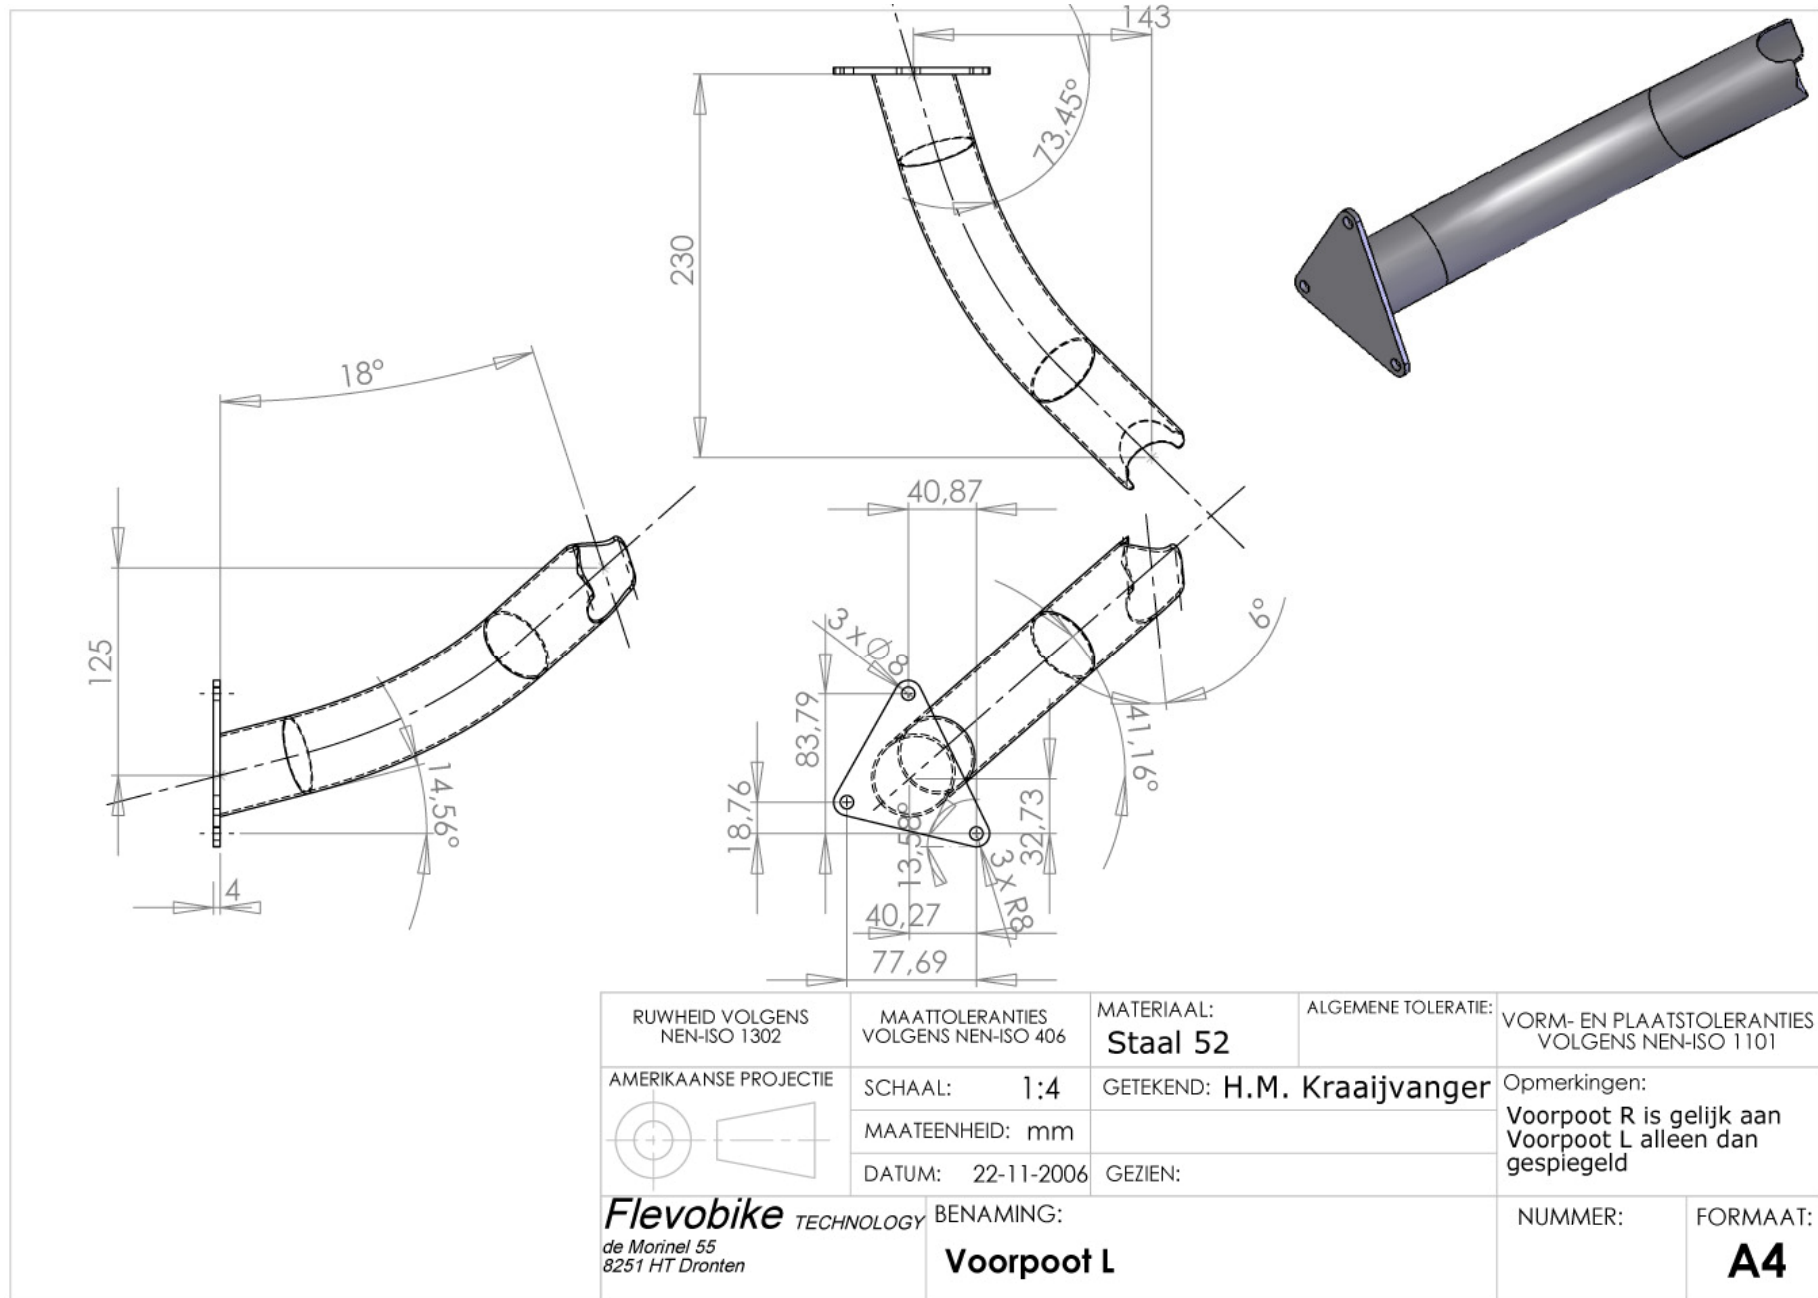 143
73,45°
230
18°
125
14,56°
4
40,87
3 x Ø 8
83,79
18,76
13,58°
32,73
3 x R8
40,27
77,69
41,16°
6°
RUWHEID VOLGENS
NEN-ISO 1302
MAATTOLERANTIES
VOLGENS NEN-ISO 406
MATERIAAL:
Staal 52
ALGEMENE TOLERATIE:
VORM- EN PLAATSTOLERANTIES
VOLGENS NEN-ISO 1101
AMERIKAANSE PROJECTIE
SCHAAL: 1:4
GETEKEND: H.M. Kraaijvanger
MAATEENHEID: mm
DATUM: 22-11-2006
GEZIEN:
Opmerkingen:
Voorpoot R is gelijk aan
Voorpoot L alleen dan
gespiegeld
Flevobike TECHNOLOGY
de Morinel 55
8251 HT Dronten
BENAMING:
Voorpoot L
NUMMER:
FORMAAT:
A4